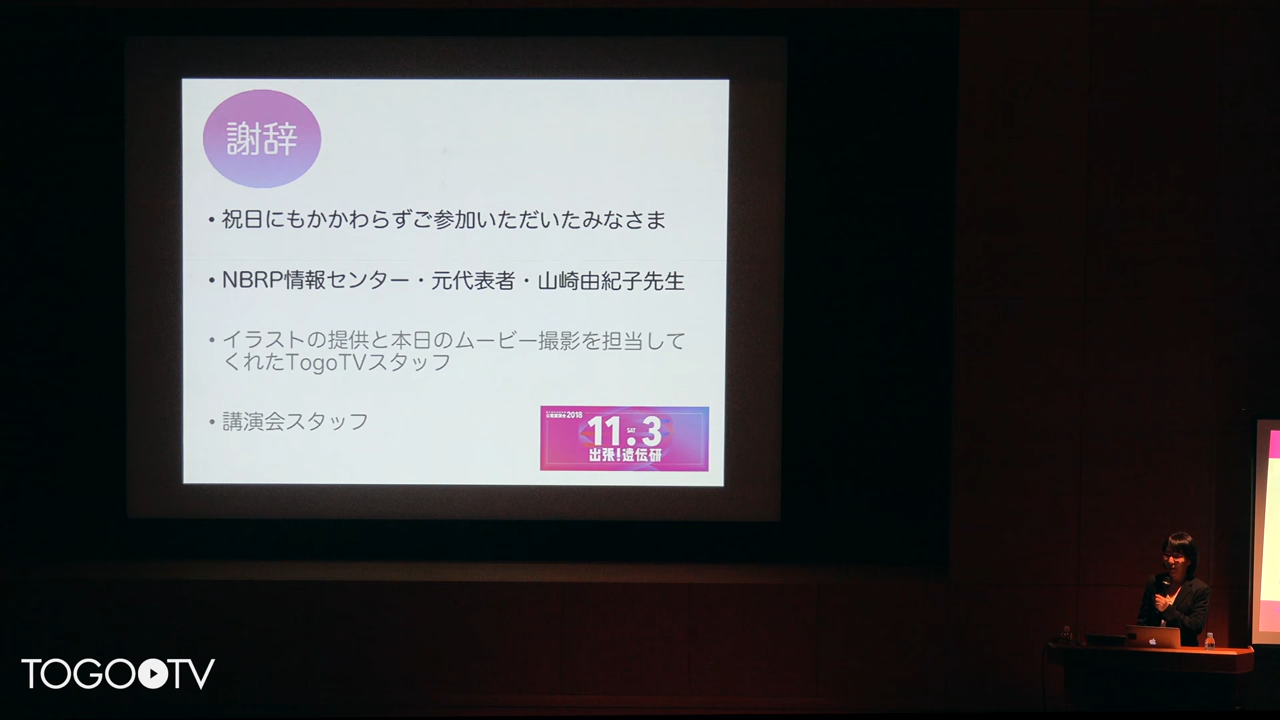 謝辞
・祝日にもかかわらずご参加いただいたみなさま
・NBRP情報センター・元代表者・山崎由紀子先生
・イラストの提供と本日のムービー撮影を担当して
くれたTogoTVスタッフ
・講演会スタッフ
2018
11.3
SAT
出張!遺伝研
TOGOTV